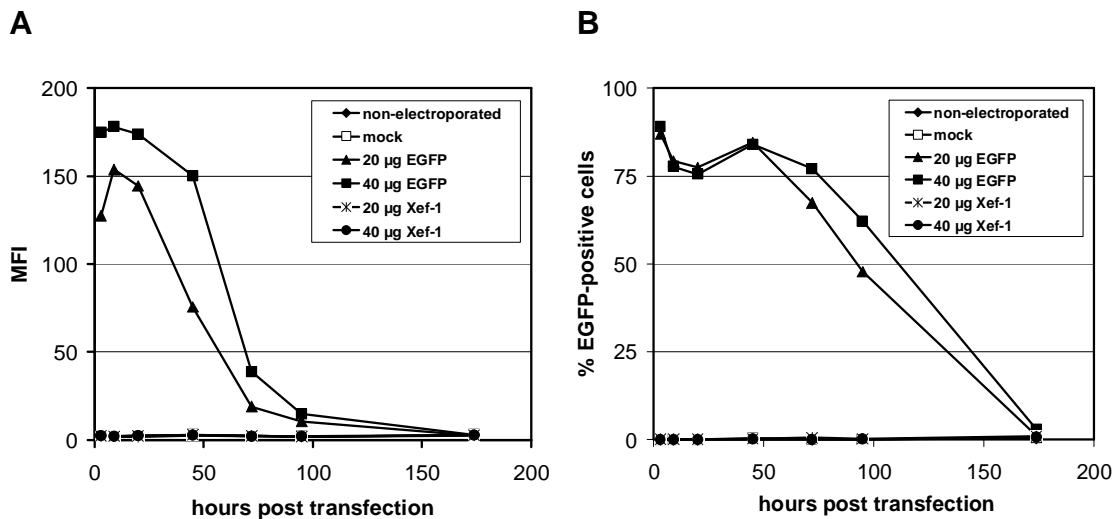 A
MFI
200
150
100
50
0
non-electroporated
mock
20 µg EGFP
40 µg EGFP
20 µg Xef-1
40 µg Xef-1
0 50 100 150 200
hours post transfection
B
% EGFP-positive cells
100
75
50
25
0
non-electroporated
mock
20 µg EGFP
40 µg EGFP
20 µg Xef-1
40 µg Xef-1
0 50 100 150 200
hours post transfection